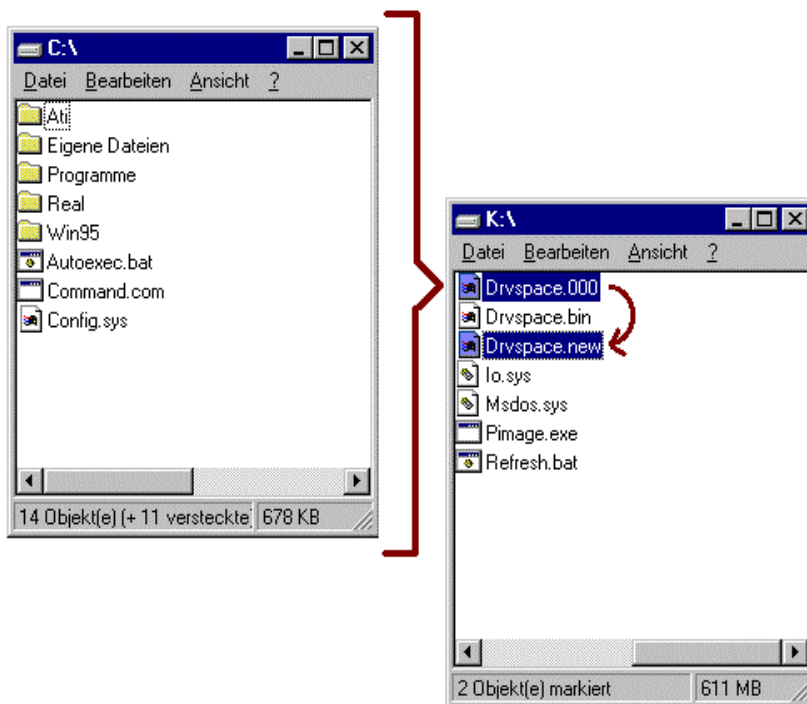 C:\
Datei Bearbeiten Ansicht ?
Ati
Eigene Dateien
Programme
Real
Win95
Autoexec.bat
Command.com
Config.sys
14 Objekt(e) (+ 11 versteckte) 678 KB
K:\
Datei Bearbeiten Ansicht ?
Drvspace.000
Drvspace.bin
Drvspace.new
Io.sys
Msdos.sys
Pimage.exe
Refresh.bat
2 Objekt(e) markiert 611 MB